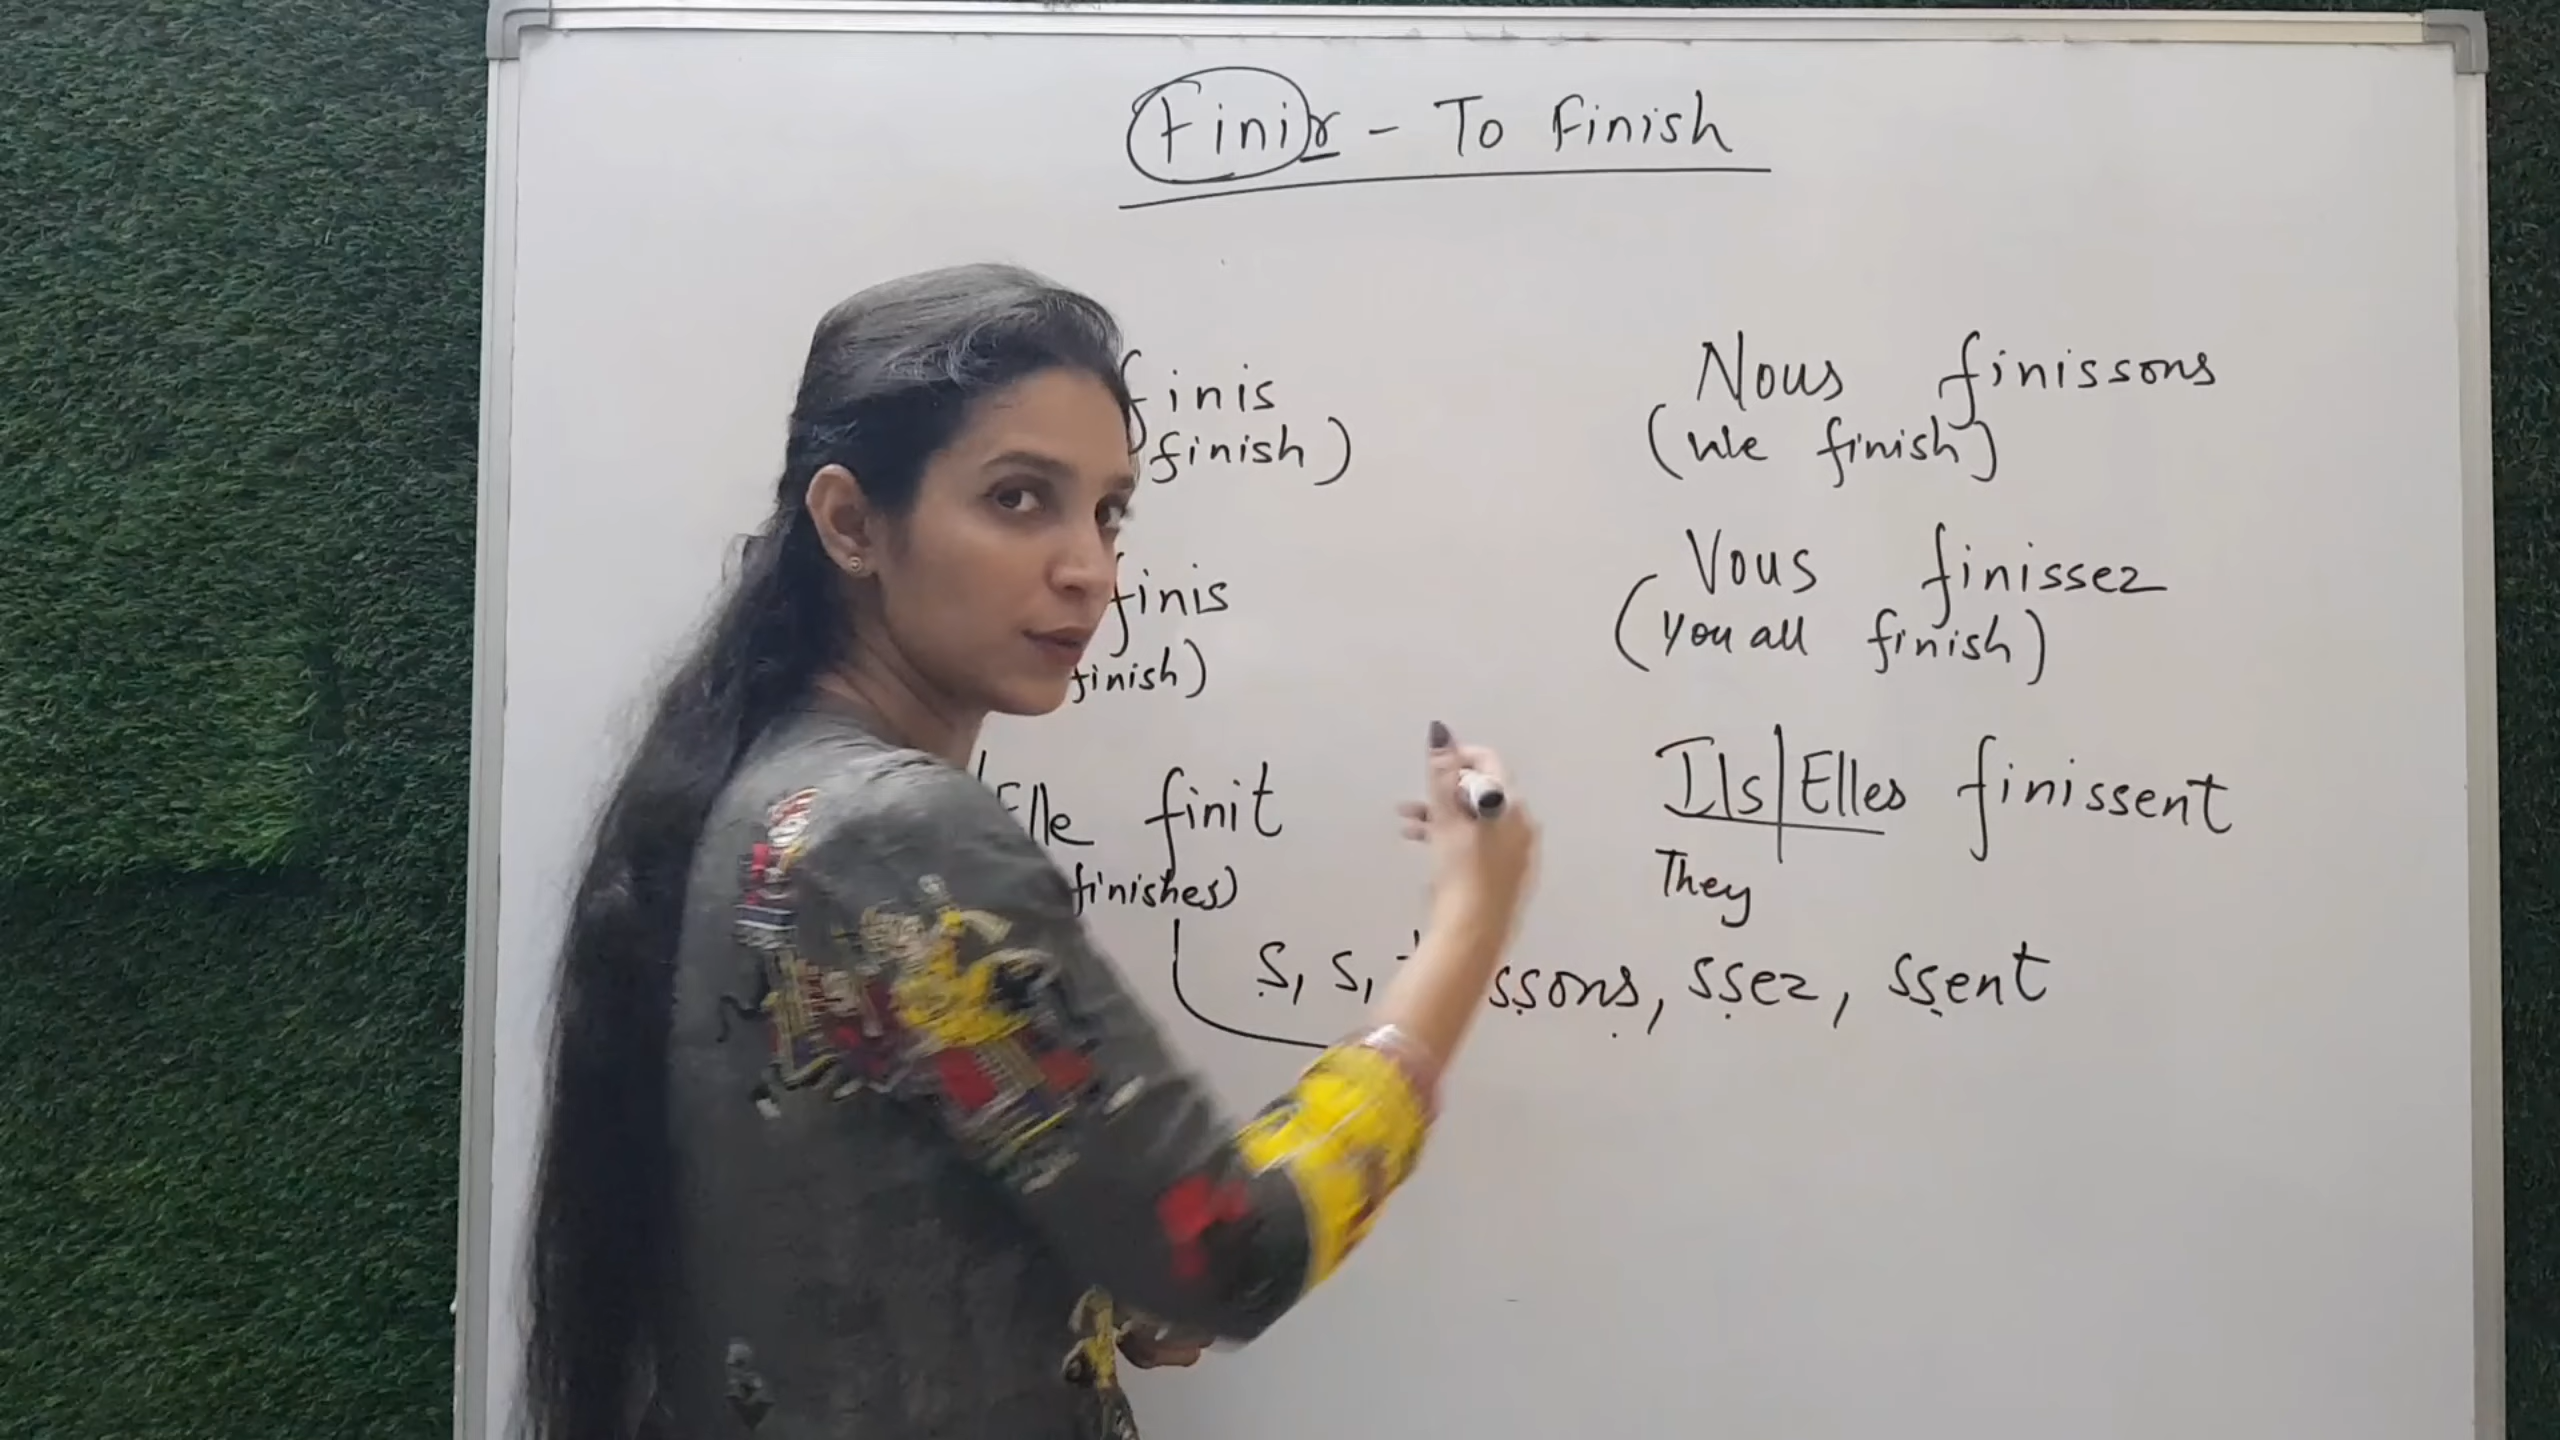 Finir - To Finish
finis
finish)
finis
finish)
Elle finit
finishes)
Nous finissons
(we finish)
Vous finissez
(you all finish)
Ils|Elles finissent
They
s, s, ssons, ssez, ssent